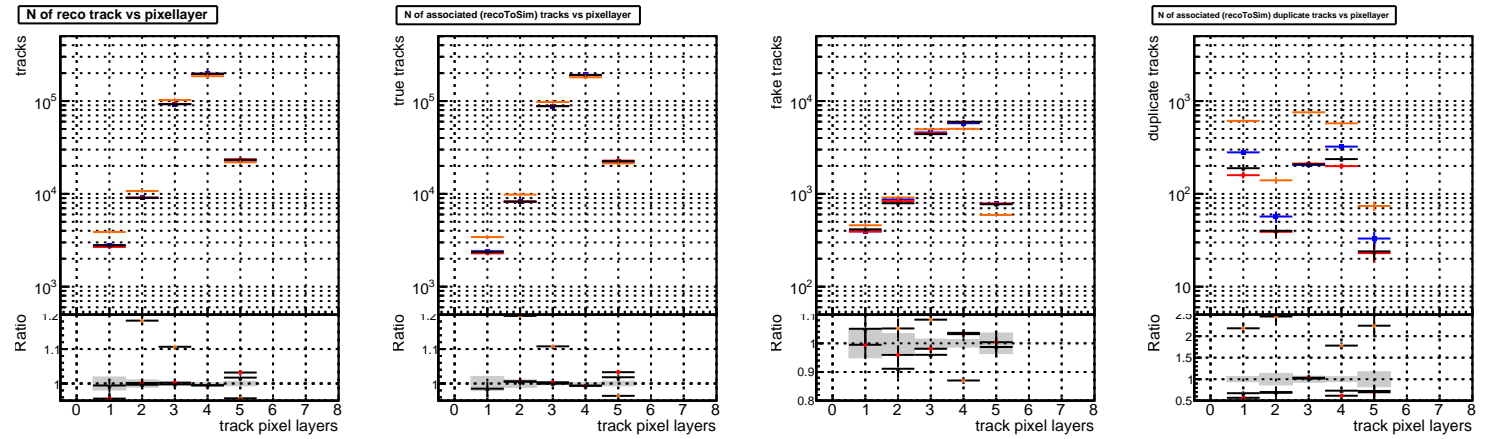 N of reco track vs pixellayer
tracks
10^5
10^4
10^3
Ratio
1.2
1.1
1
0 1 2 3 4 5 6 7 8
track pixel layers
N of associated (recoToSim) tracks vs pixellayer
true tracks
10^5
10^4
10^3
Ratio
1.2
1.1
1
0 1 2 3 4 5 6 7 8
track pixel layers
fake tracks
10^4
10^3
10^2
Ratio
1.1
1
0.9
0.8
0 1 2 3 4 5 6 7 8
track pixel layers
N of associated (recoToSim) duplicate tracks vs pixellayer
duplicate tracks
10^3
10^2
10
Ratio
2.5
2
1.5
1
0.5
0 1 2 3 4 5 6 7 8
track pixel layers